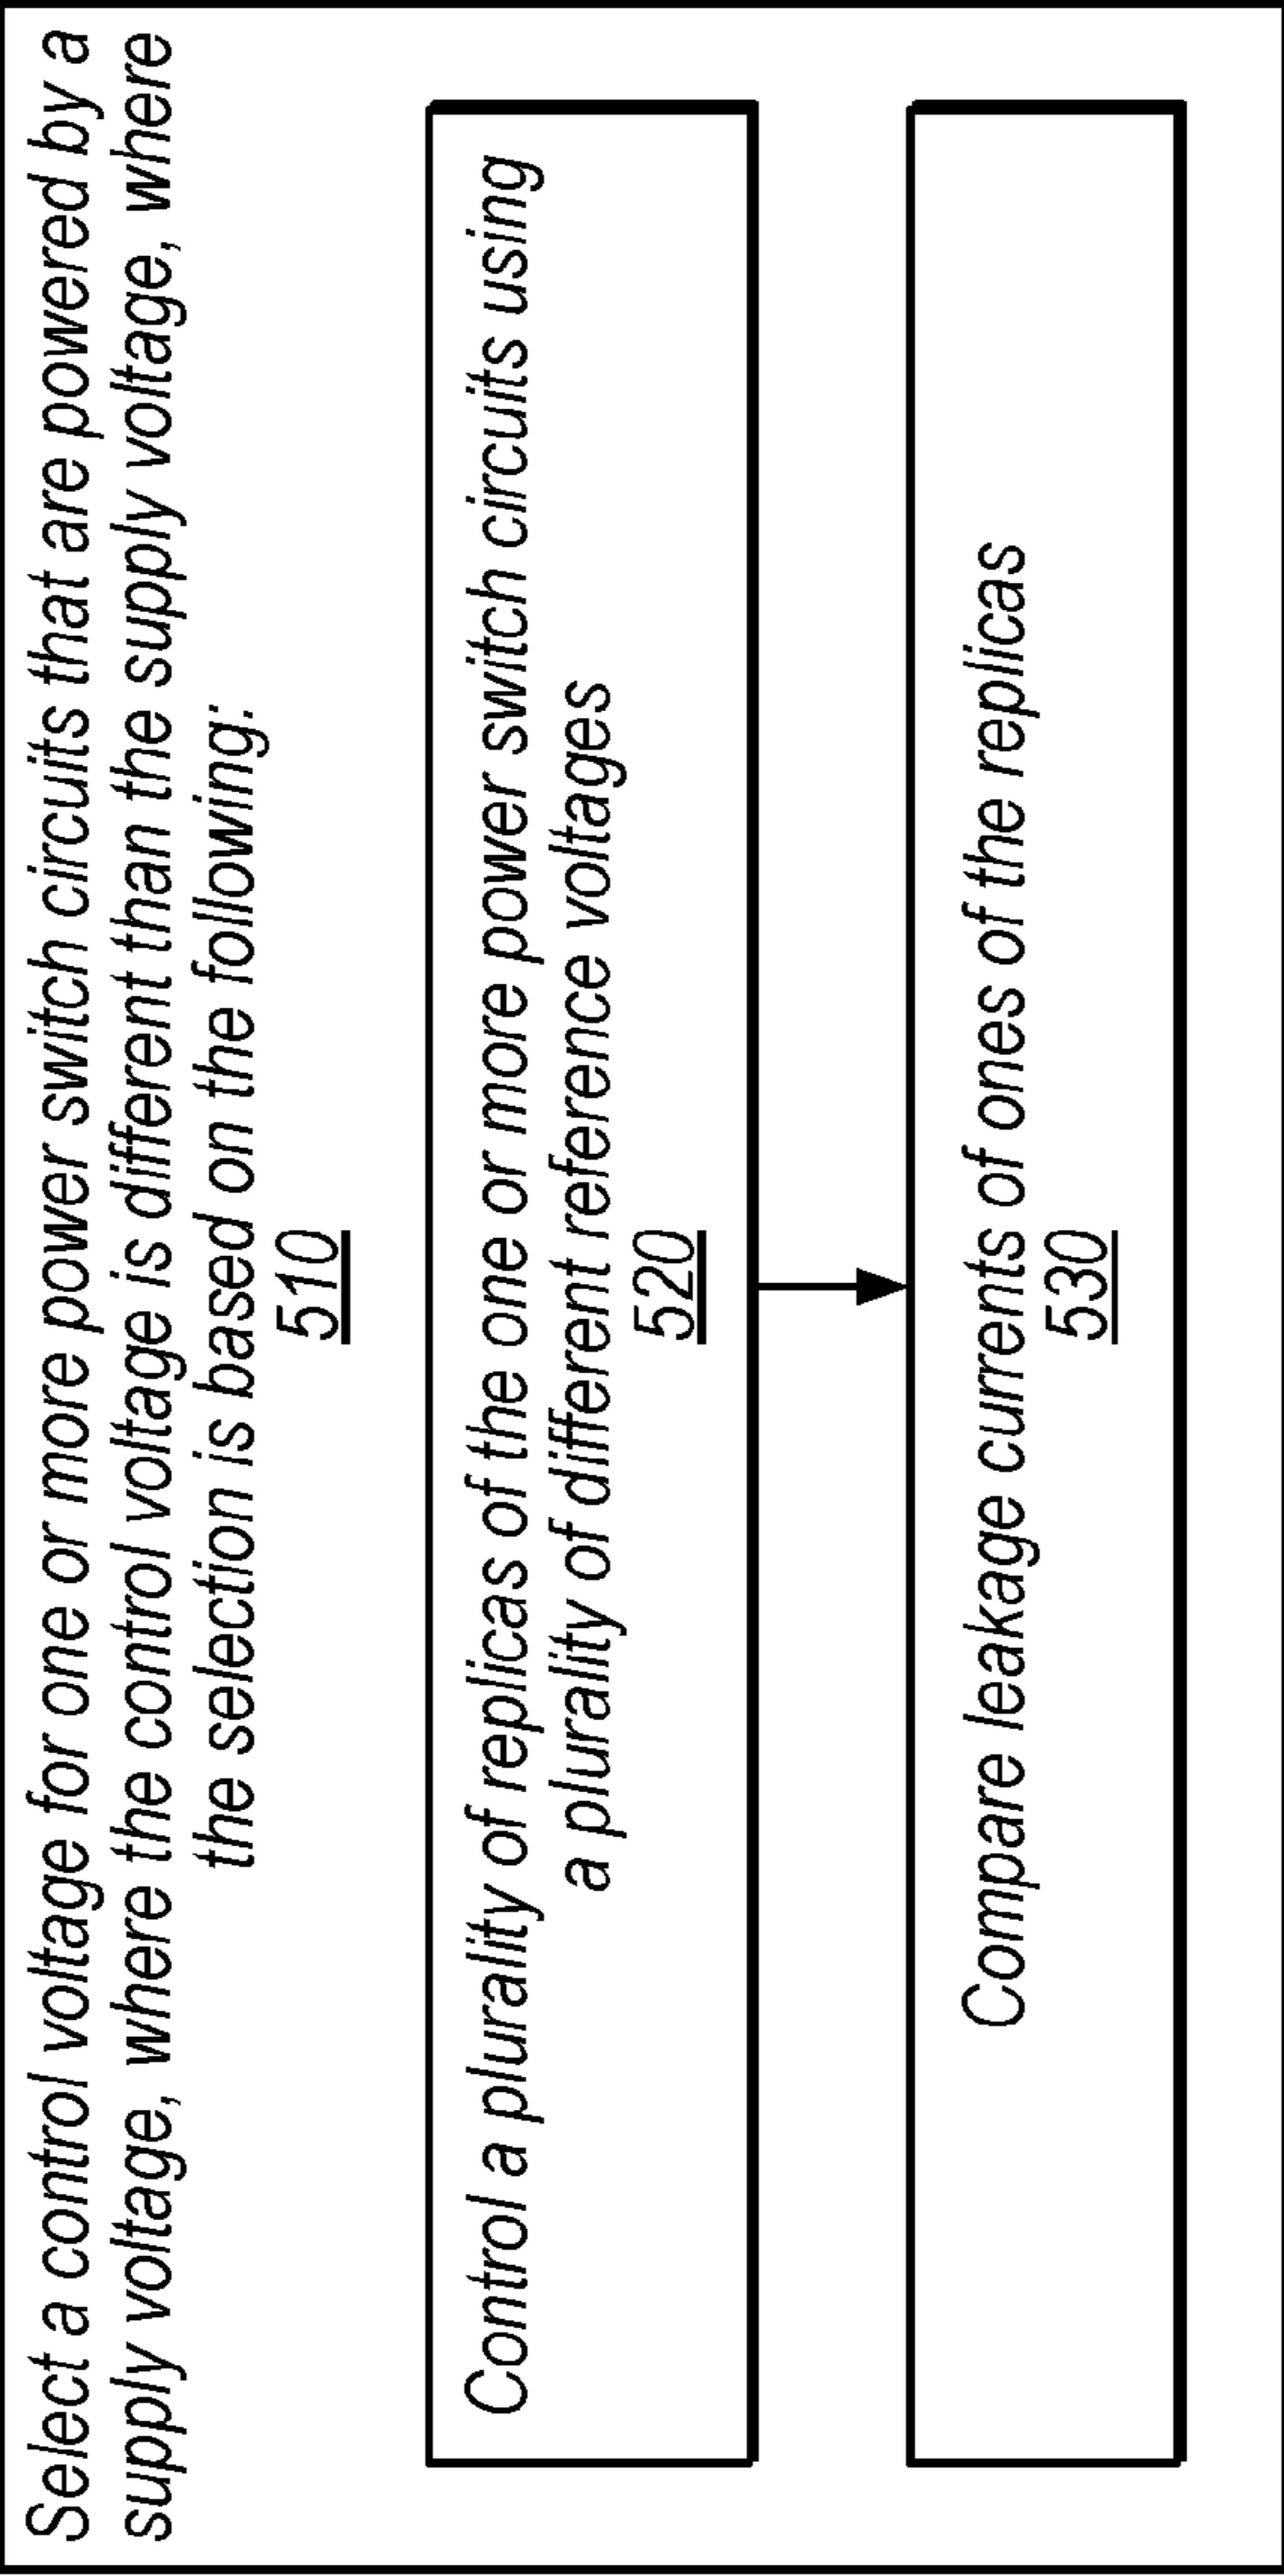 Select a control voltage for one or more power switch circuits that are powered by a
supply voltage, where the control voltage is different than the supply voltage, where
the selection is based on the following:
510
Control a plurality of replicas of the one or more power switch circuits using
a plurality of different reference voltages
520
Compare leakage currents of ones of the replicas
530